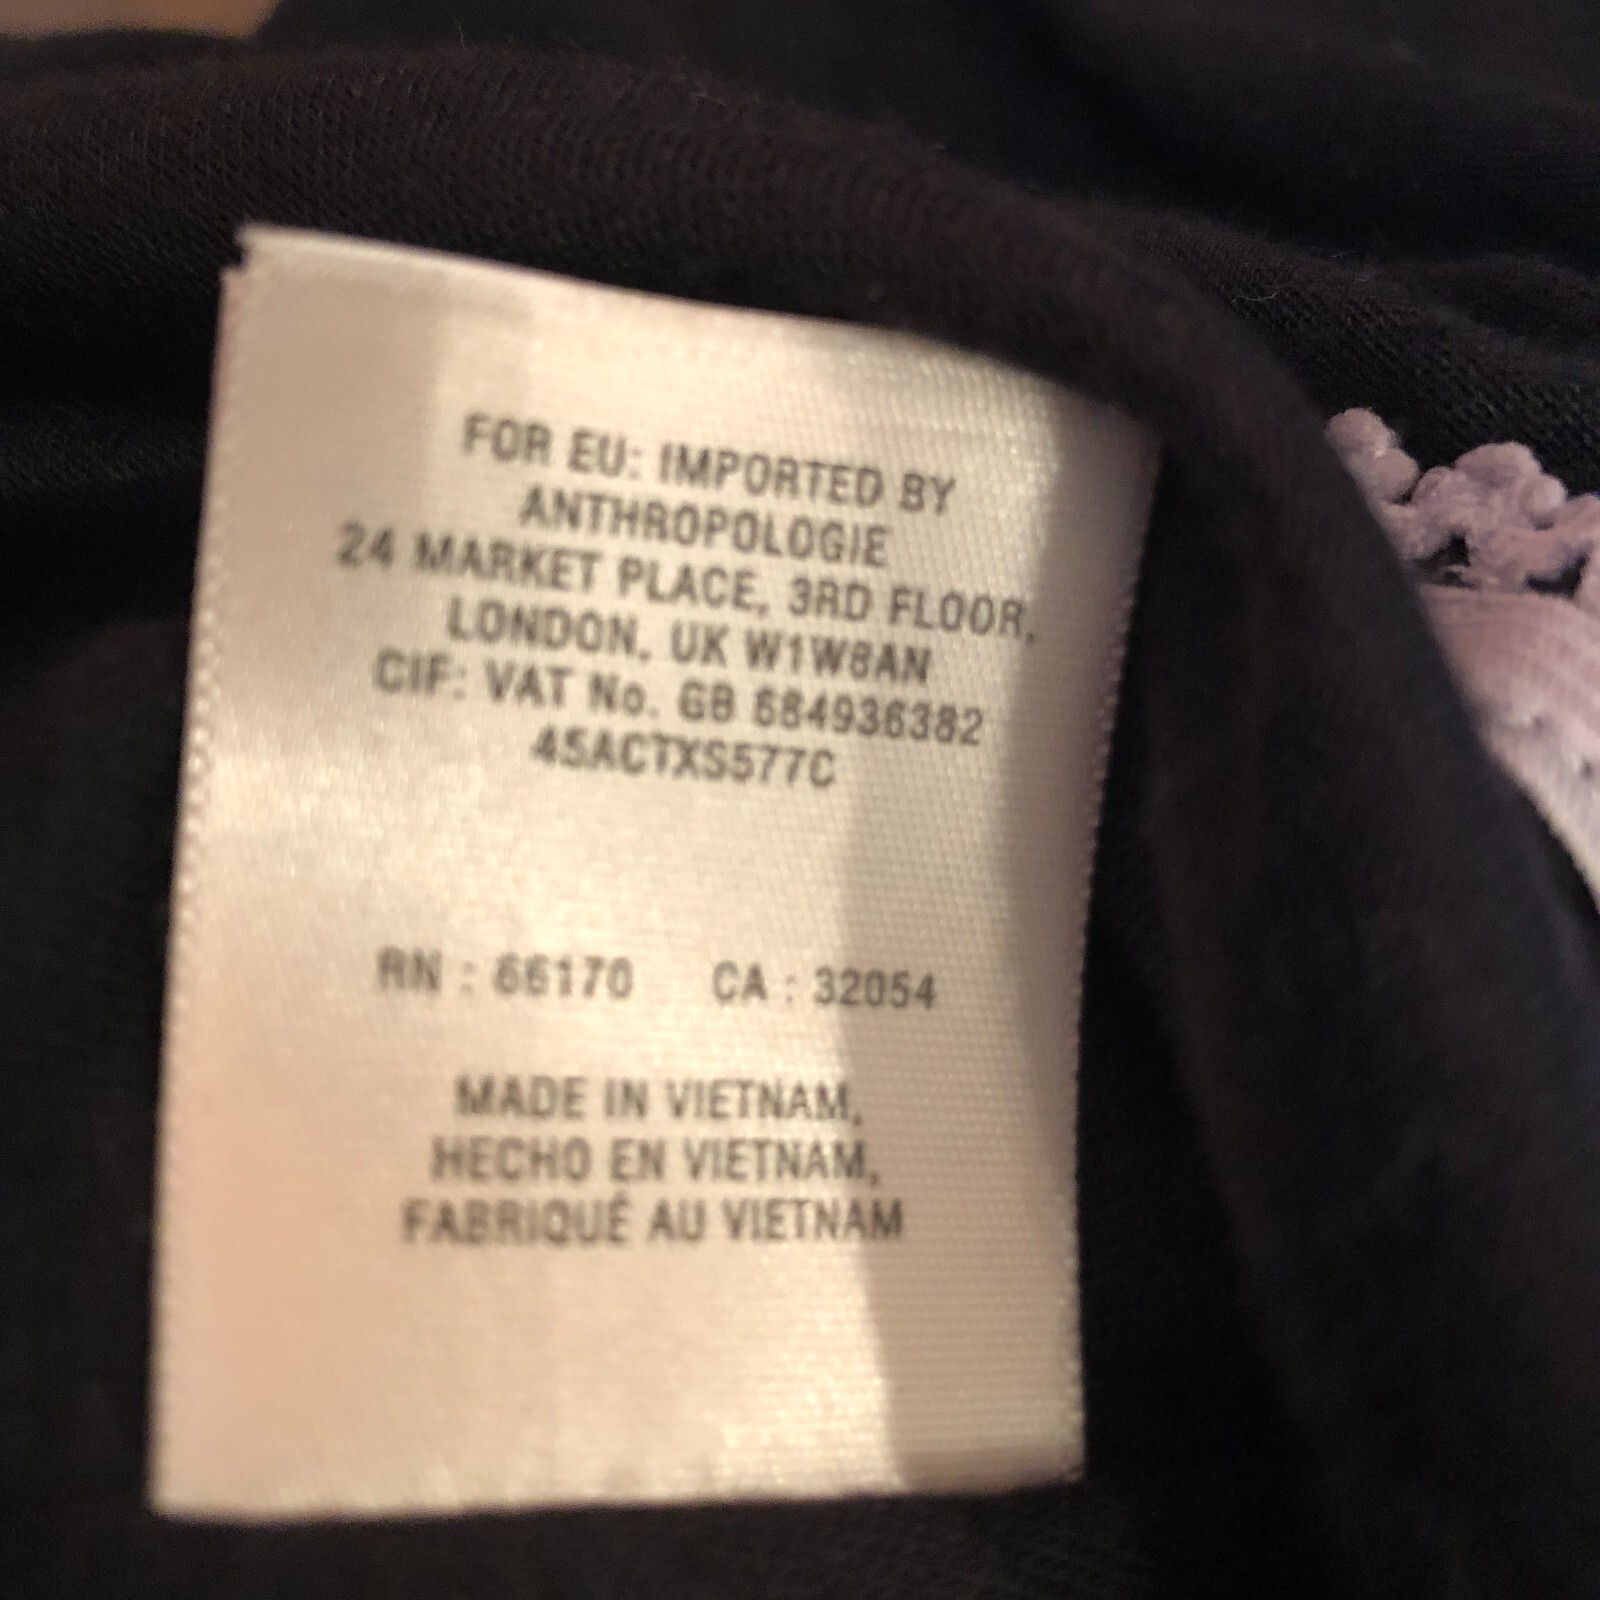 FOR EU: IMPORTED BY
ANTHROPOLOGIE
24 MARKET PLACE, 3RD FLOOR,
LONDON, UK W1W8AN
CIF: VAT No. GB 684936382
45ACTXS577C
RN : 66170 CA : 32054
MADE IN VIETNAM,
HECHO EN VIETNAM,
FABRIQUÉ AU VIETNAM